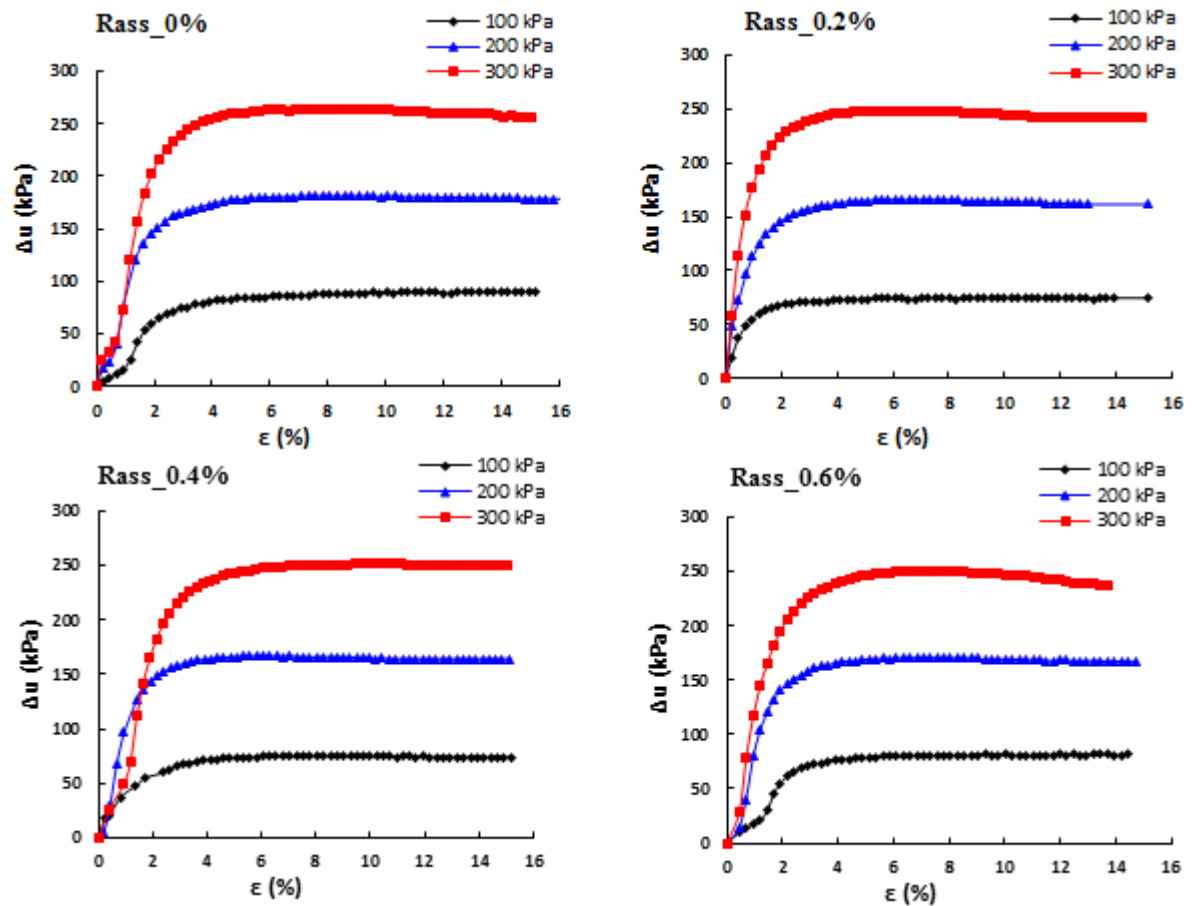 Rass_0%
100 kPa
200 kPa
300 kPa
Δu (kPa)
300
250
200
150
100
50
0
0 2 4 6 8 10 12 14 16
ε (%)
Rass_0.2%
100 kPa
200 kPa
300 kPa
Δu (kPa)
300
250
200
150
100
50
0
0 2 4 6 8 10 12 14 16
ε (%)
Rass_0.4%
100 kPa
200 kPa
300 kPa
Δu (kPa)
300
250
200
150
100
50
0
0 2 4 6 8 10 12 14 16
ε (%)
Rass_0.6%
100 kPa
200 kPa
300 kPa
Δu (kPa)
300
250
200
150
100
50
0
0 2 4 6 8 10 12 14 16
ε (%)